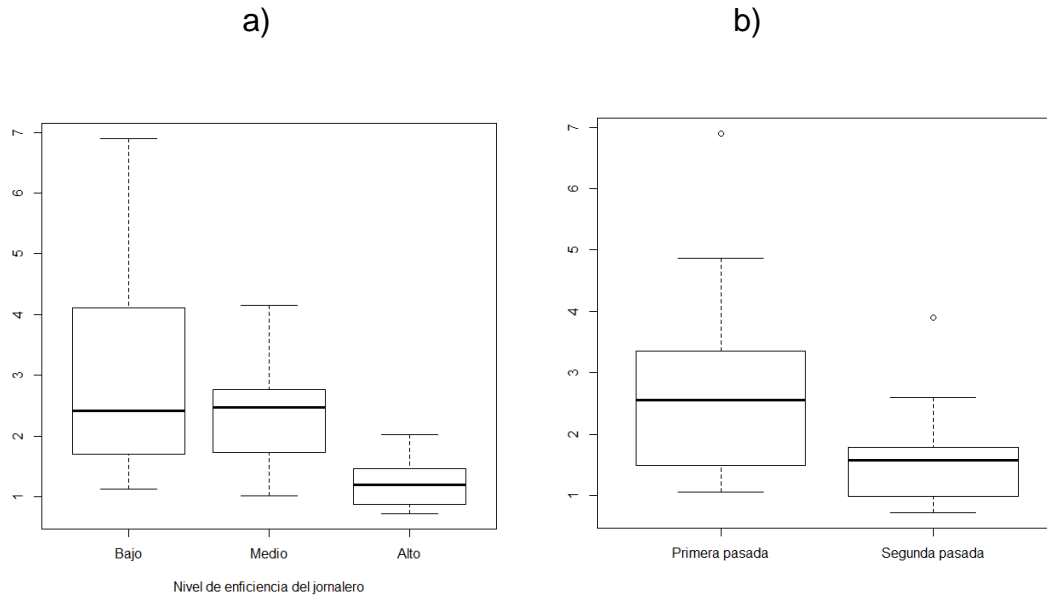 a)
b)
7
6
5
4
3
2
1
Bajo Medio Alto
Nivel de enficiencia del jornalero
7
6
5
4
3
2
1
Primera pasada Segunda pasada